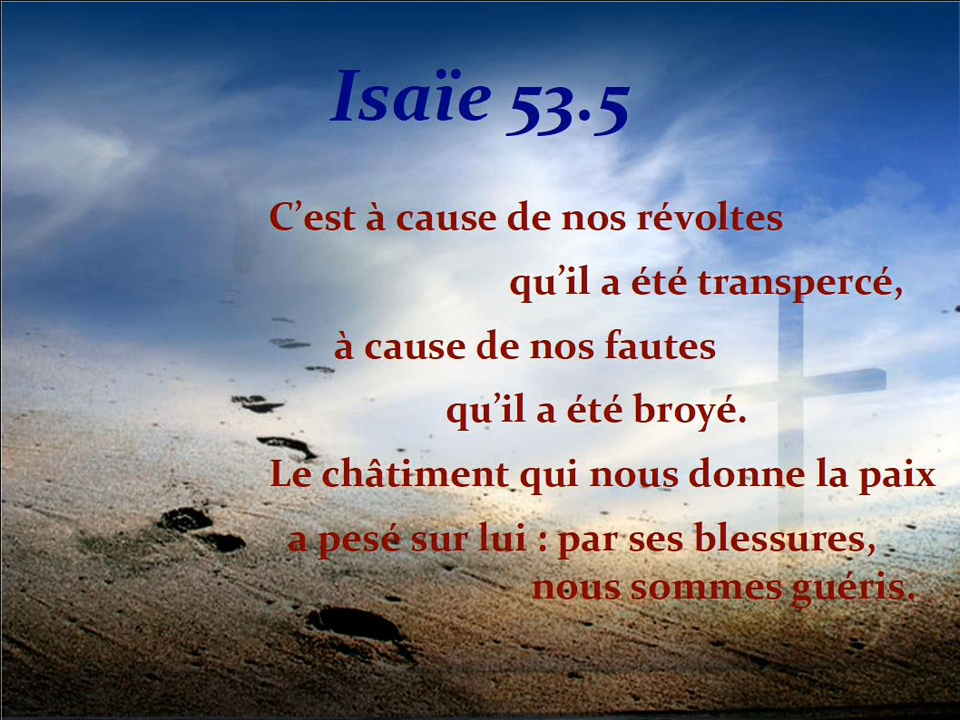 Isaïe 53.5
C’est à cause de nos révoltes
qu’il a été transpercé,
à cause de nos fautes
qu’il a été broyé.
Le châtiment qui nous donne la paix
a pesé sur lui : par ses blessures,
nous sommes guéris.